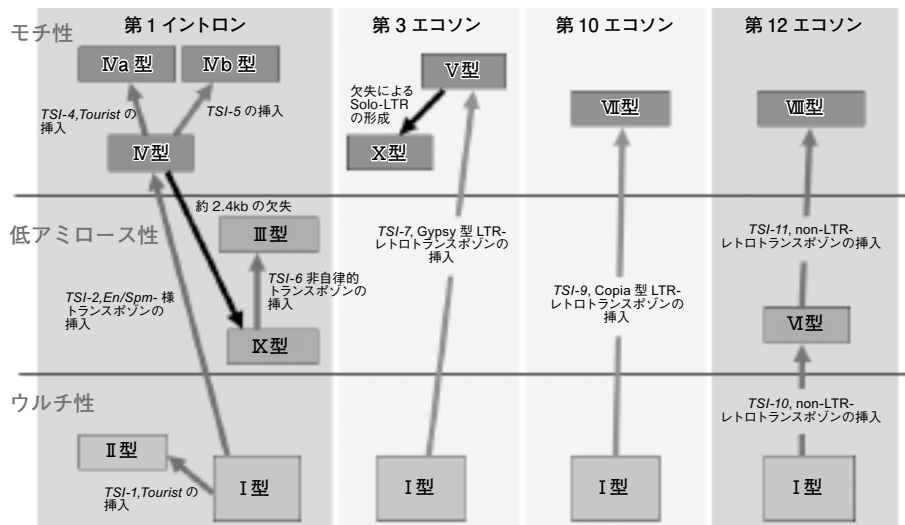 第1イントロン
第3エコソン
第10エコソン
第12エコソン
モチ性
Ⅳa型
Ⅳb型
TSI-4,Tourist の
挿入
TSI-5 の挿入
Ⅳ型
欠失による
Solo-LTR
の形成
Ⅴ型
Ⅹ型
Ⅶ型
Ⅷ型
低アミロース性
約 2.4kb の欠失
Ⅲ型
TSI-6 非自律的
トランスポゾンの
挿入
TSI-2,En/Spm- 様
トランスポゾンの
挿入
Ⅸ型
TSI-7, Gypsy 型 LTR-
レトロトランスポゾンの
挿入
TSI-9, Copia 型 LTR-
レトロトランスポゾンの
挿入
TSI-11, non-LTR-
レトロトランスポゾンの挿入
Ⅵ型
ウルチ性
TSI-10, non-LTR-
レトロトランスポゾンの挿入
Ⅱ型
TSI-1,Tourist の
挿入
Ⅰ型
Ⅰ型
Ⅰ型
Ⅰ型